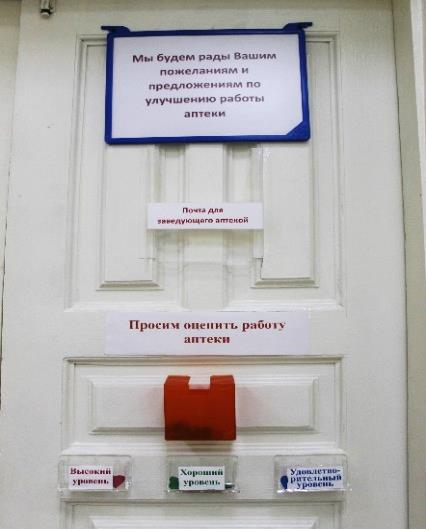 Мы будем рады Вашим
пожеланиям и
предложениям по
улучшению работы
аптеки
Почта для
заведующего аптекой
Просим оценить работу
аптеки
Высокий
уровень
Хороший
уровень
Удовлетво-
рительный
уровень